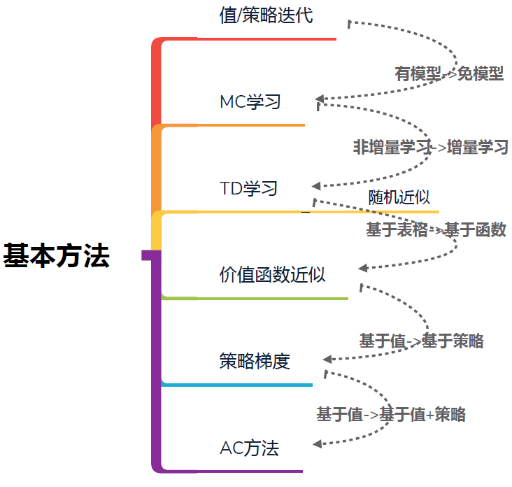 值/策略迭代
有模型->免模型
MC学习
非增量学习->增量学习
TD学习
随机近似
基于表格->基于函数
基本方法
价值函数近似
基于值->基于策略
策略梯度
基于值->基于值+策略
AC方法